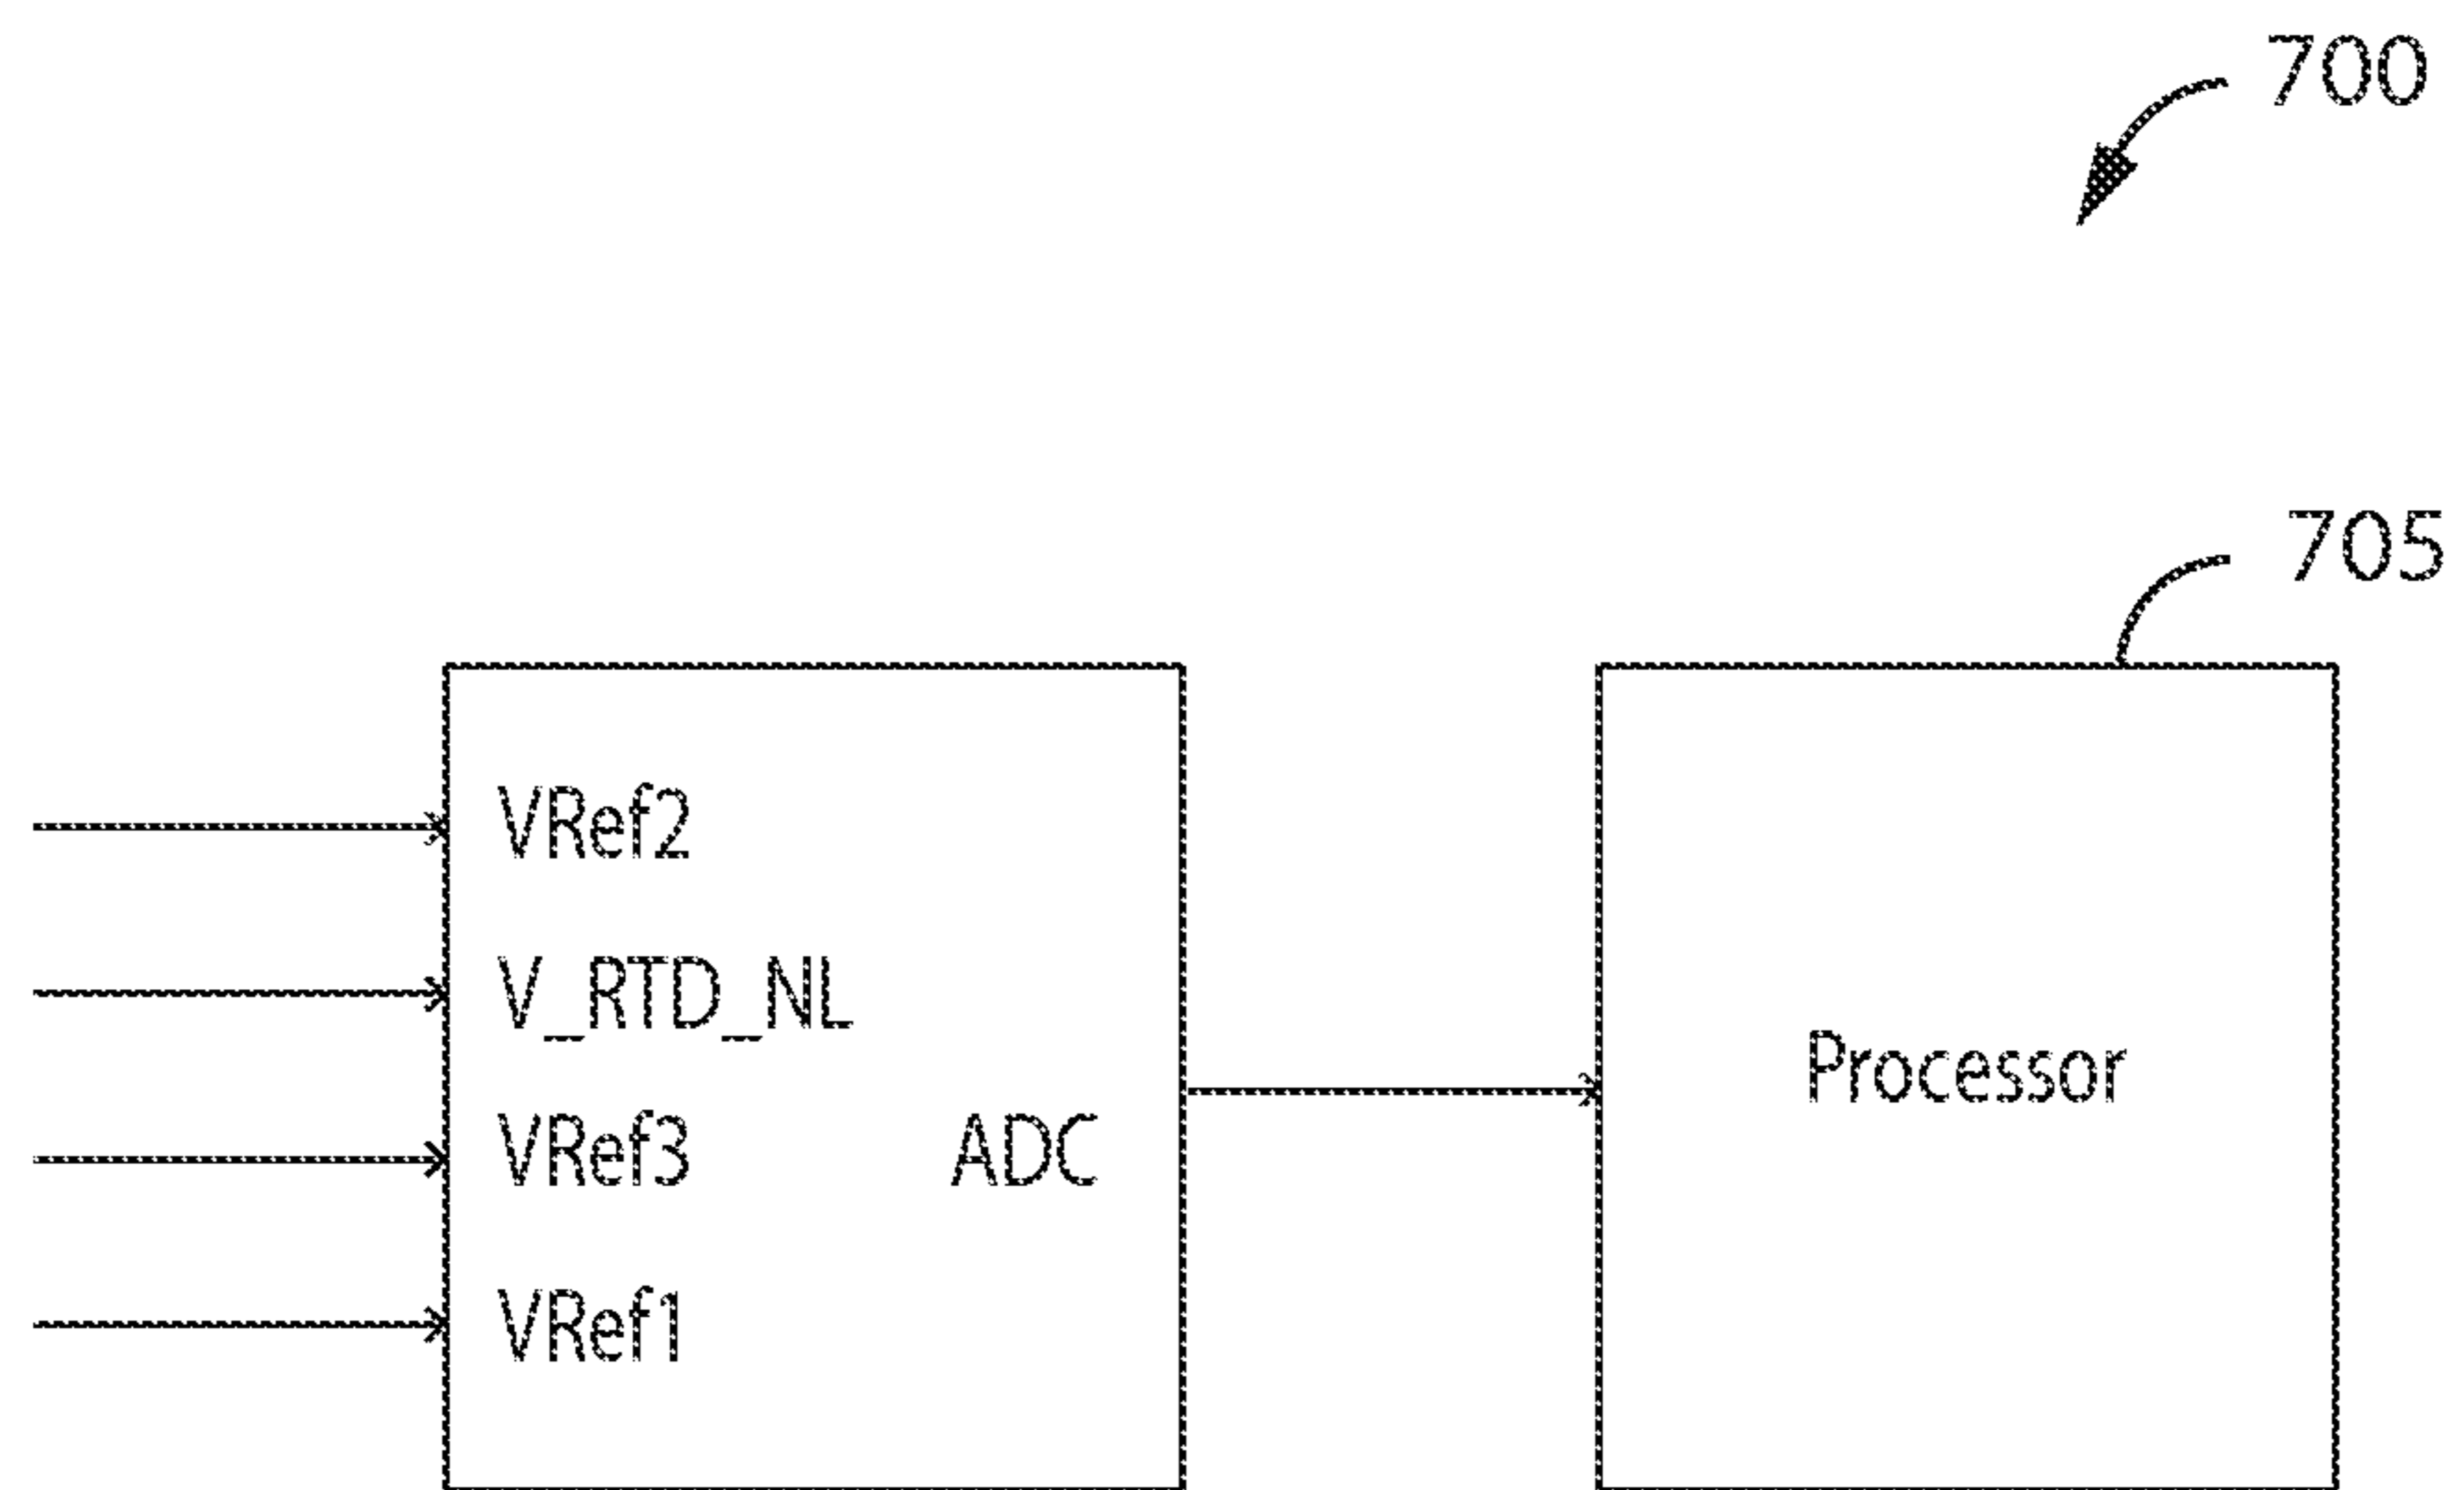 700
705
VRef2
V_RTD_NL
Processor
VRef3
ADC
VRef1